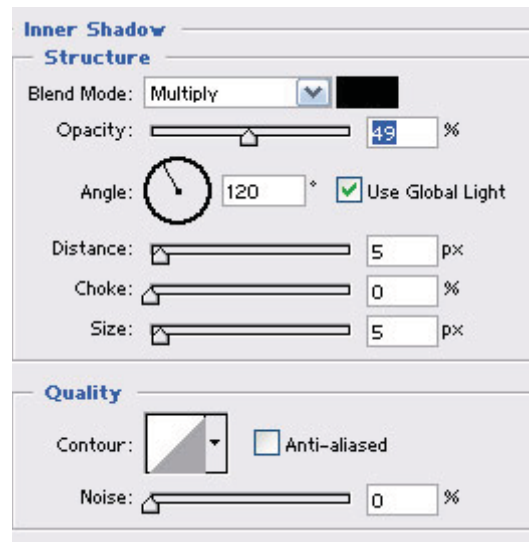 Inner Shadow
Structure
Blend Mode: Multiply
Opacity: 49 %
Angle: 120 ° Use Global Light
Distance: 5 px
Choke: 0 %
Size: 5 px
Quality
Contour: Anti-aliased
Noise: 0 %